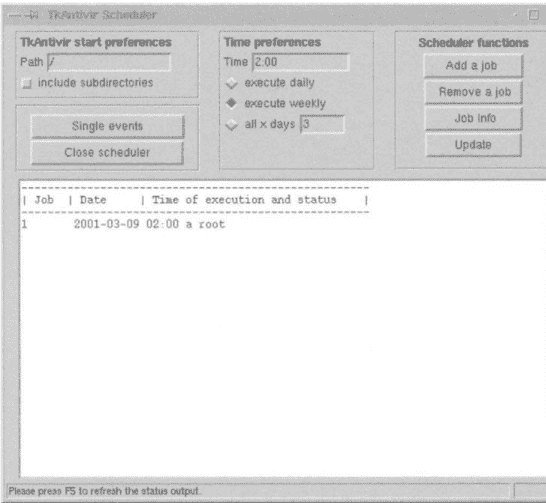 TkAntivir Scheduler
TkAntivir start preferences
Path /
include subdirectories
Single events
Close scheduler
Time preferences
Time 2:00
execute daily
execute weekly
all x days 3
Scheduler functions
Add a job
Remove a job
Job info
Update
| Job | Date | Time of execution and status |
1 2001-03-09 02:00 a root
Please press F5 to refresh the status output.